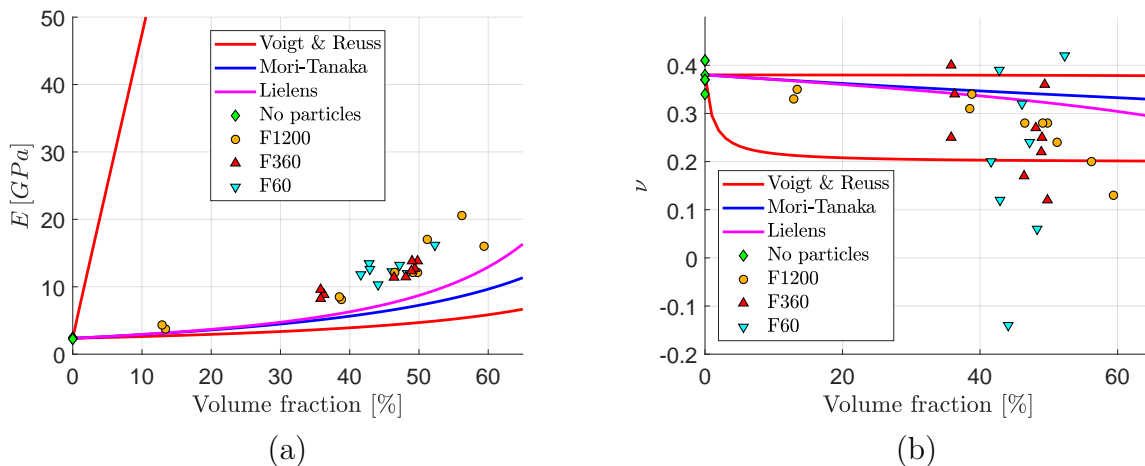 50
40
30
20
10
0
E [GPa]
Voigt & Reuss
Mori-Tanaka
Lielens
No particles
F1200
F360
F60
0 10 20 30 40 50 60
Volume fraction [%]
(a)
0.4
0.3
0.2
0.1
0
-0.1
-0.2
ν
Voigt & Reuss
Mori-Tanaka
Lielens
No particles
F1200
F360
F60
0 20 40 60
Volume fraction [%]
(b)